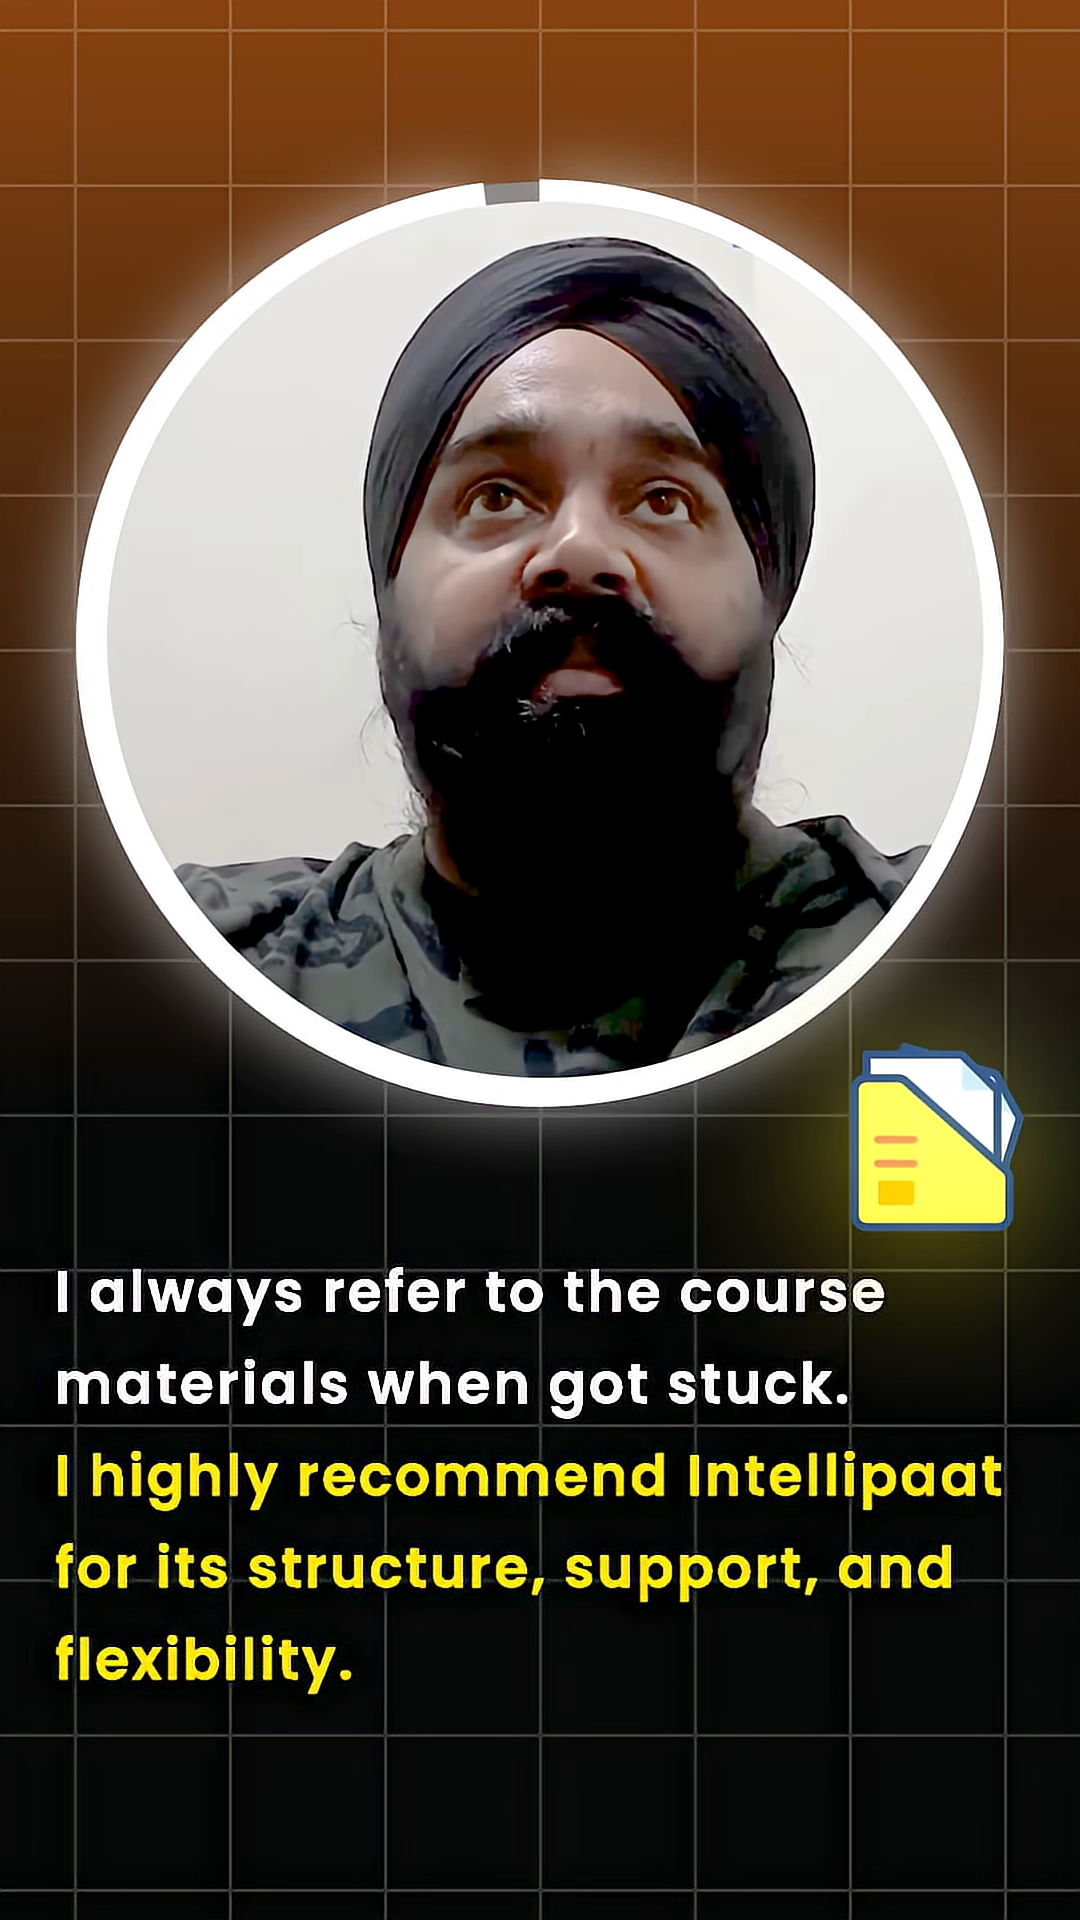 I always refer to the course
materials when got stuck.
I highly recommend Intellipaat
for its structure, support, and
flexibility.